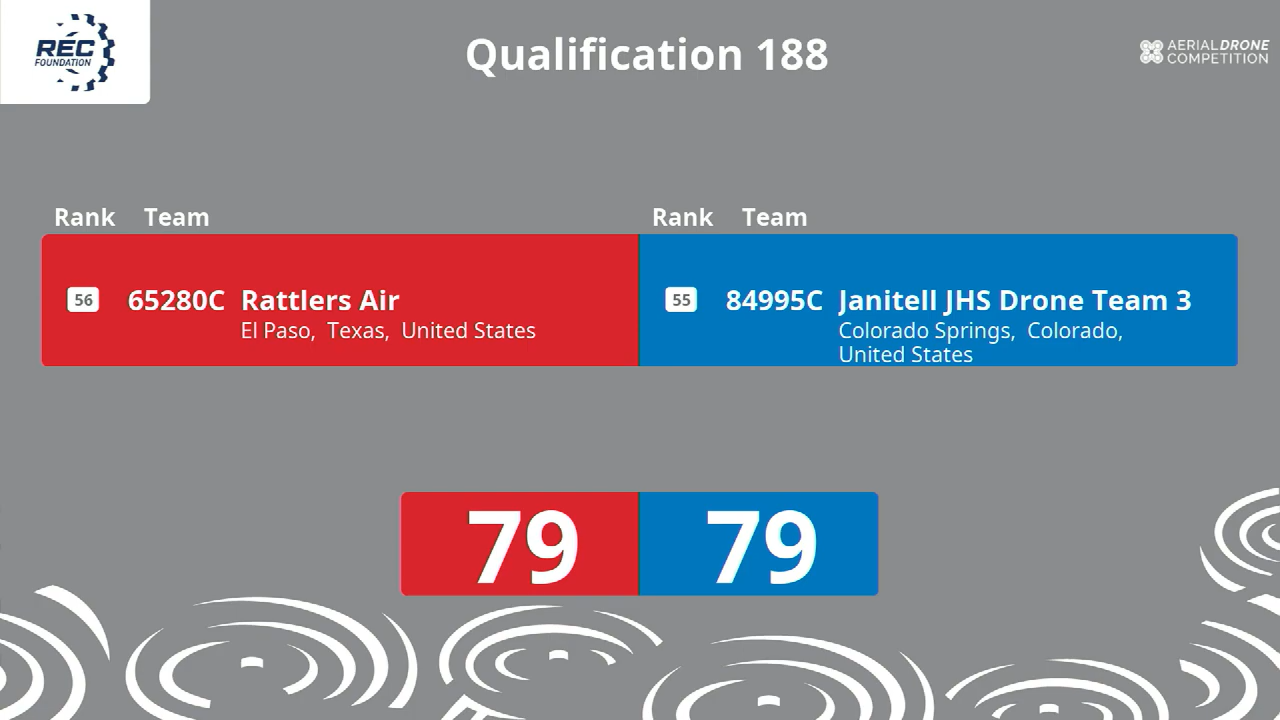 REC
FOUNDATION
Qualification 188
AERIALDRONE
COMPETITION
Rank Team
Rank Team
56 65280C Rattlers Air
El Paso, Texas, United States
55 84995C Janitell JHS Drone Team 3
Colorado Springs, Colorado,
United States
79 79